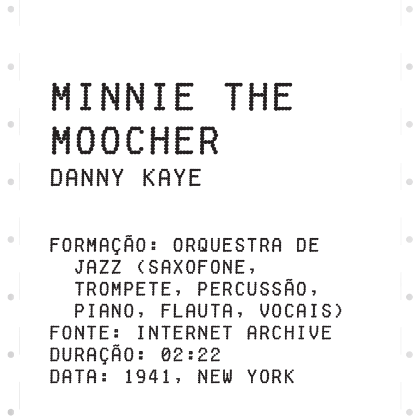 MINNIE THE
MOOCHER
DANNY KAYE
FORMAÇÃO: ORQUESTRA DE
JAZZ (SAXOFONE,
TROMPETE, PERCUSSÃO,
PIANO, FLAUTA, VOCAIS)
FONTE: INTERNET ARCHIVE
DURAÇÃO: 02:22
DATA: 1941, NEW YORK